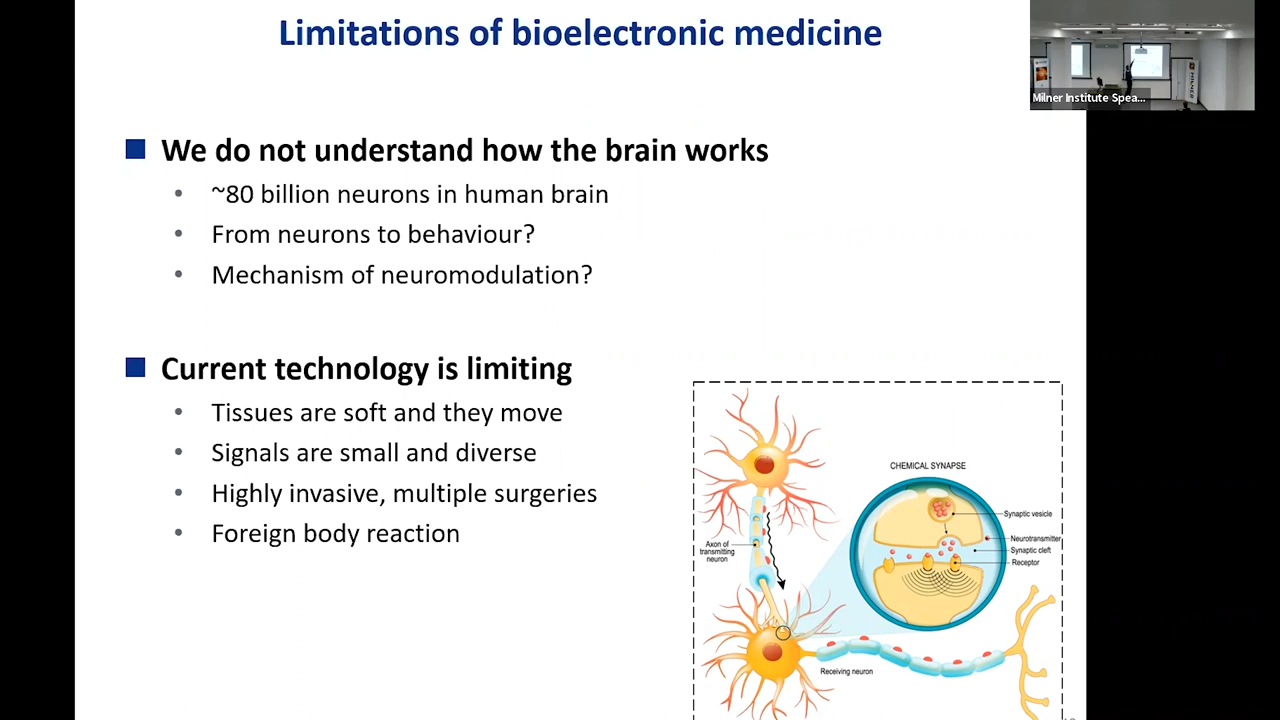 Limitations of bioelectronic medicine
Milner Institute Spea...
We do not understand how the brain works
• ~80 billion neurons in human brain
• From neurons to behaviour?
• Mechanism of neuromodulation?
Current technology is limiting
• Tissues are soft and they move
• Signals are small and diverse
• Highly invasive, multiple surgeries
• Foreign body reaction
CHEMICAL SYNAPSE
Synaptic vesicle
Neurotransmitter
Synaptic cleft
Receptor
Axon of
transmitting
neuron
Receiving neuron